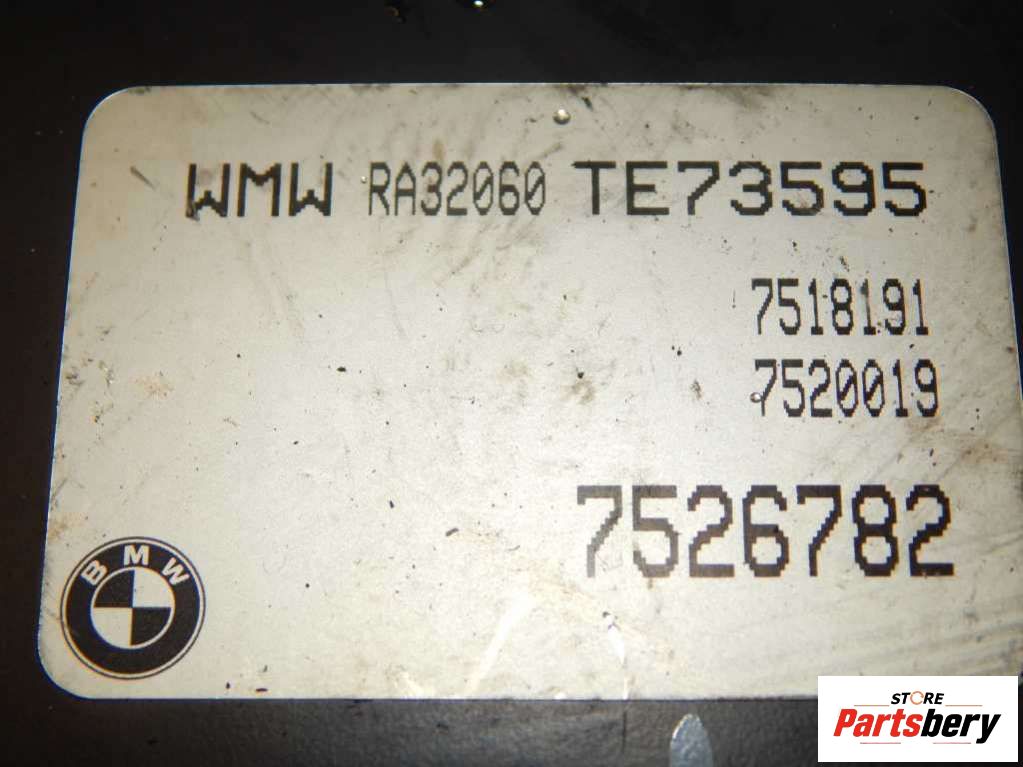 WMW RA32060 TE73595
7518191
7520019
7526782
BMW
STORE
Partsbery